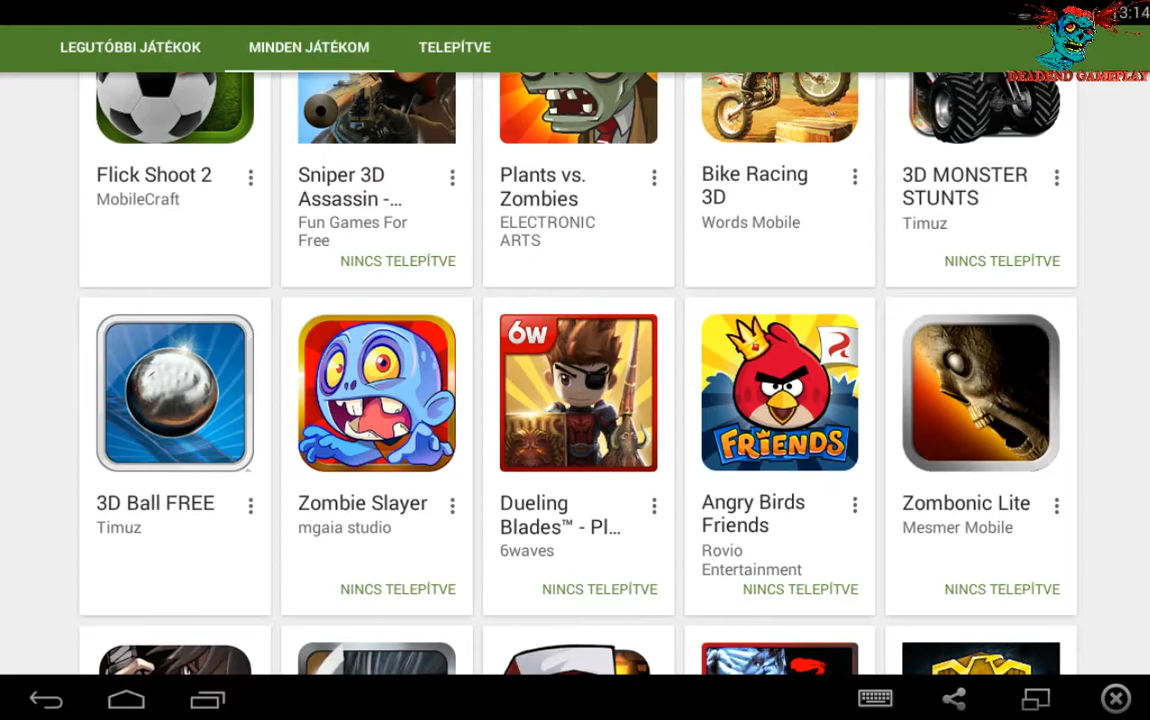 3:14
DEADEND GAMEPLAY
LEGUTÓBBI JÁTÉKOK
MINDEN JÁTÉKOM
TELEPÍTVE
Flick Shoot 2
MobileCraft
Sniper 3D
Assassin -...
Fun Games For
Free
NINCS TELEPÍTVE
Plants vs.
Zombies
ELECTRONIC
ARTS
Bike Racing
3D
Words Mobile
3D MONSTER
STUNTS
Timuz
NINCS TELEPÍTVE
3D Ball FREE
Timuz
Zombie Slayer
mgaia studio
NINCS TELEPÍTVE
6w
Dueling
Blades™ - Pl...
6waves
NINCS TELEPÍTVE
FRIENDS
Angry Birds
Friends
Rovio
Entertainment
NINCS TELEPÍTVE
Zombonic Lite
Mesmer Mobile
NINCS TELEPÍTVE